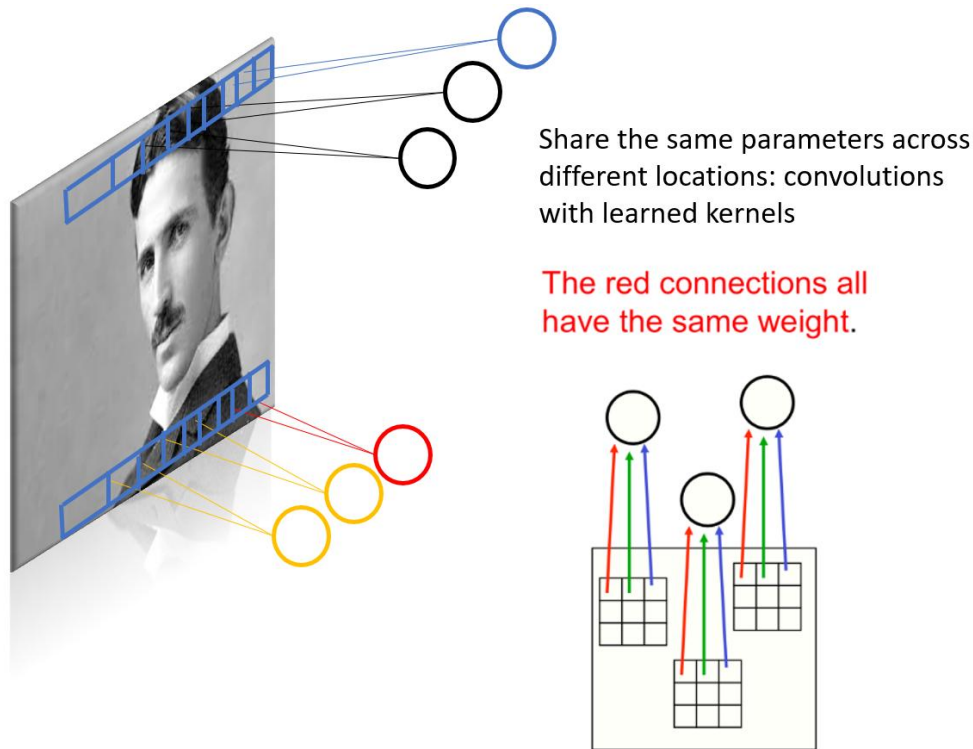 Share the same parameters across
different locations: convolutions
with learned kernels
The red connections all
have the same weight.